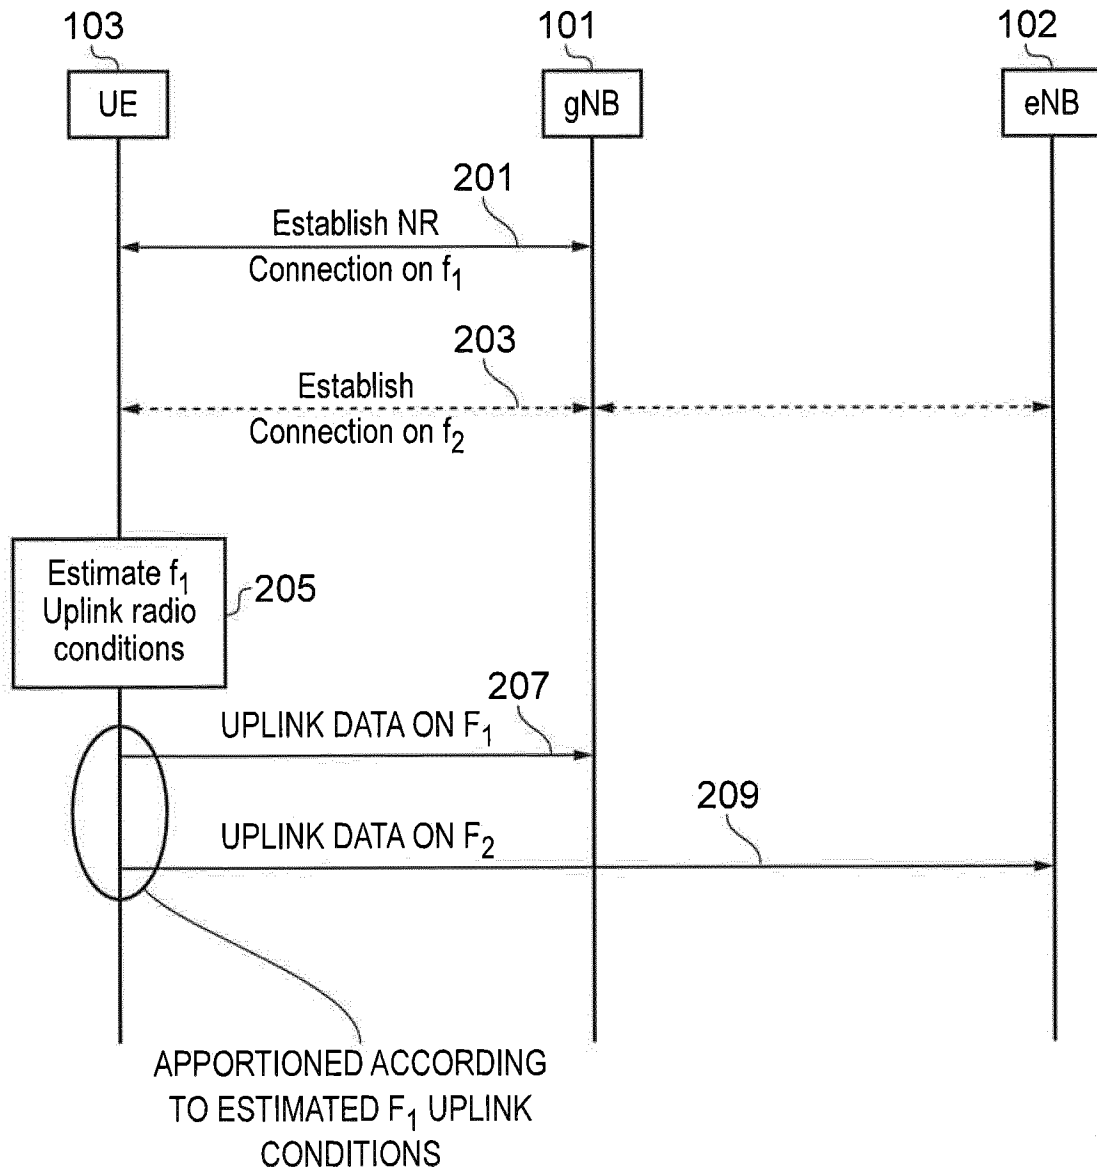 103
101
102
UE
gNB
eNB
201
Establish NR
Connection on f1
203
Establish
Connection on f2
Estimate f1
Uplink radio
conditions
205
207
UPLINK DATA ON F1
209
UPLINK DATA ON F2
APPORTIONED ACCORDING
TO ESTIMATED F1 UPLINK
CONDITIONS